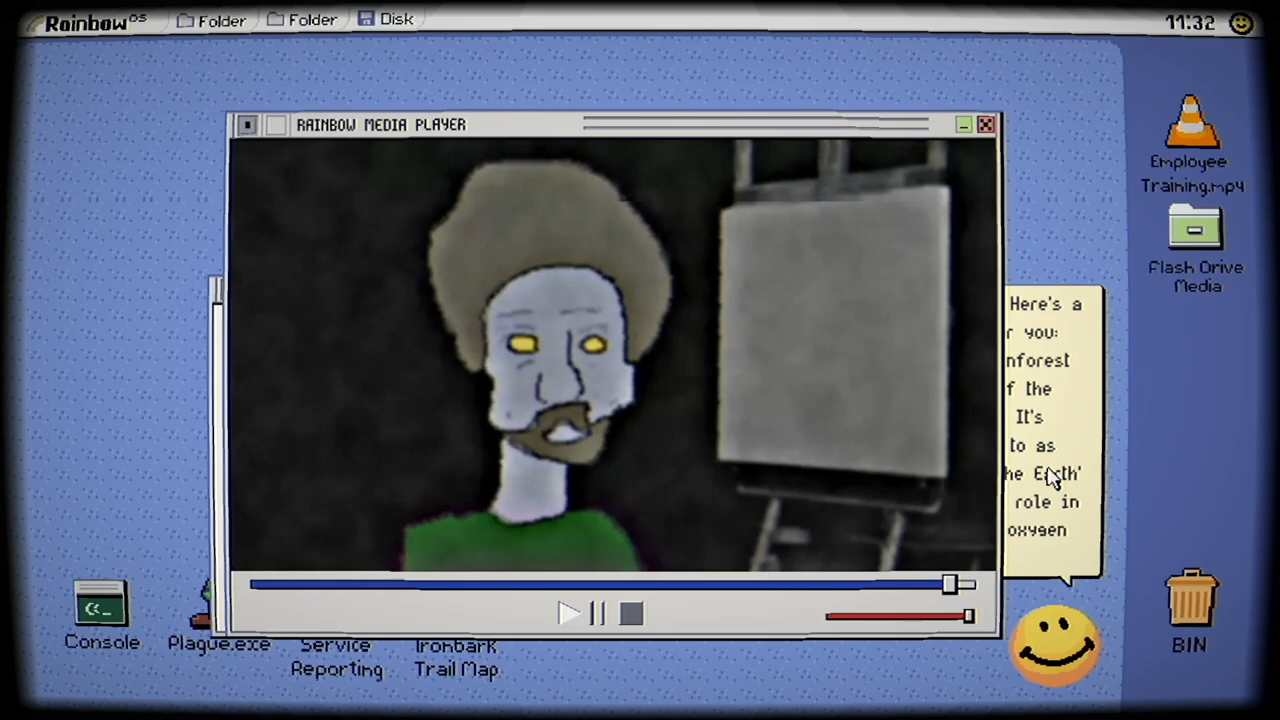 Rainbow OS
Folder
Folder
Disk
11:32
RAINBOW MEDIA PLAYER
Employee
Training.mp4
Flash Drive
Media
Here's a
r you:
nforest
f the
It's
to as
he Earth'
role in
oxygen
Console
Plague.exe
Service
Reporting
Ironbark
Trail Map
BIN